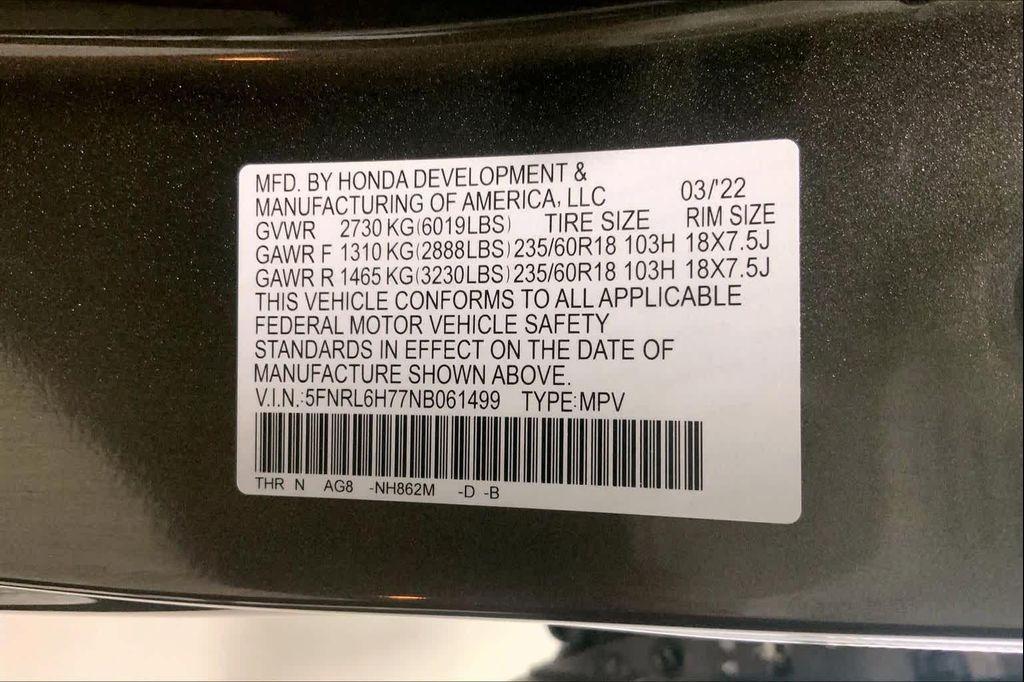 MFD. BY HONDA DEVELOPMENT &
MANUFACTURING OF AMERICA, LLC 03/'22
GVWR 2730 KG(6019LBS) TIRE SIZE RIM SIZE
GAWR F 1310 KG(2888LBS) 235/60R18 103H 18X7.5J
GAWR R 1465 KG(3230LBS) 235/60R18 103H 18X7.5J
THIS VEHICLE CONFORMS TO ALL APPLICABLE
FEDERAL MOTOR VEHICLE SAFETY
STANDARDS IN EFFECT ON THE DATE OF
MANUFACTURE SHOWN ABOVE.
V.I.N.:5FNRL6H77NB061499 TYPE:MPV
THR N AG8 -NH862M -D -B